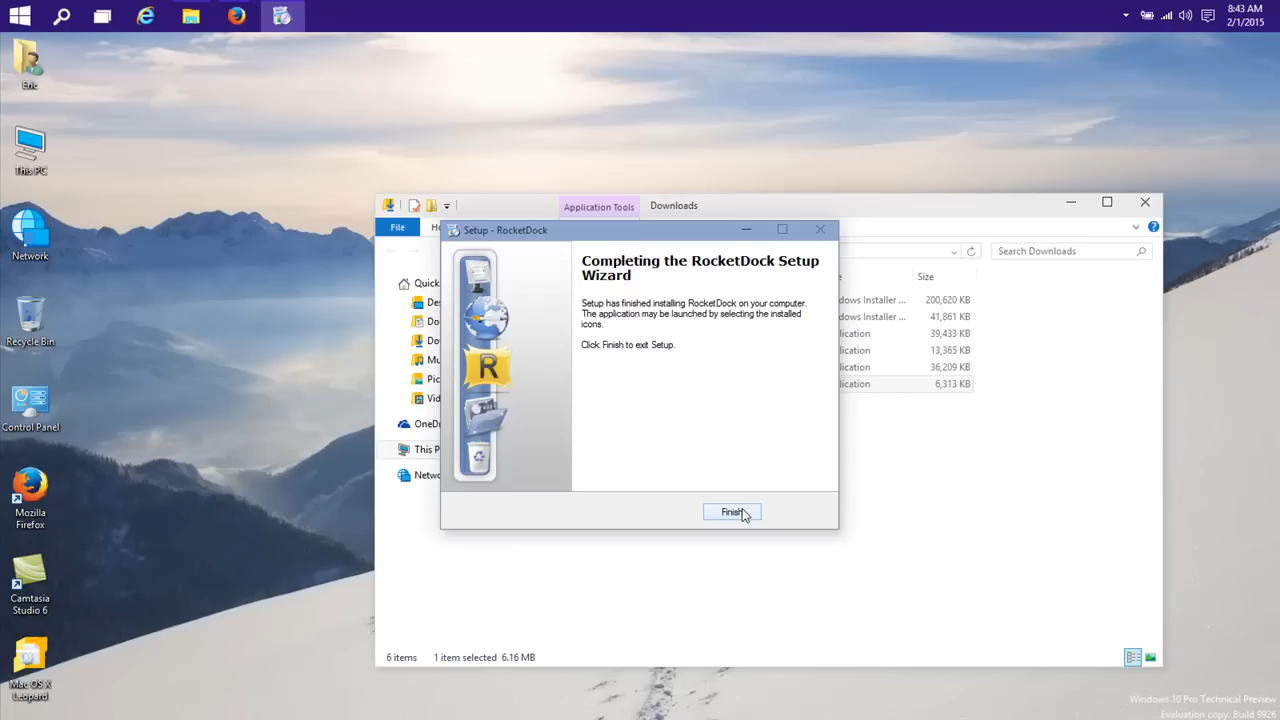 8:43 AM
2/1/2015
Eric
This PC
Network
Recycle Bin
Control Panel
Mozilla
Firefox
Camtasia
Studio 6
Mac OS X
Leopard
Application Tools
Downloads
File
Search Downloads
Quick
This P
Size
200,620 KB
41,861 KB
39,433 KB
13,365 KB
36,209 KB
6,313 KB
Setup - RocketDock
Completing the RocketDock Setup
Wizard
Setup has finished installing RocketDock on your computer.
The application may be launched by selecting the installed
icons.
Click Finish to exit Setup.
R
Finish
6 items
1 item selected 6.16 MB
Windows 10 Pro Technical Preview
Evaluation copy. Build 9926